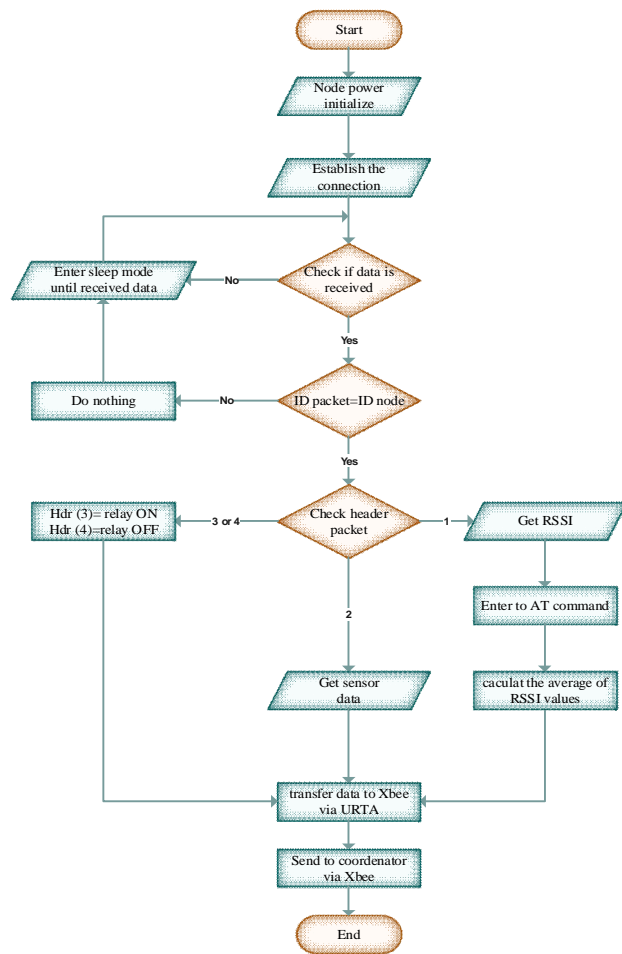 Start
Node power
initialize
Establish the
connection
Check if data is
received
No
Enter sleep mode
until received data
Yes
ID packet=ID node
No
Do nothing
Yes
Check header
packet
3 or 4
Hdr (3)= relay ON
Hdr (4)=relay OFF
1
Get RSSI
Enter to AT command
caculat the average of
RSSI values
2
Get sensor
data
transfer data to Xbee
via URTA
Send to coordenator
via Xbee
End